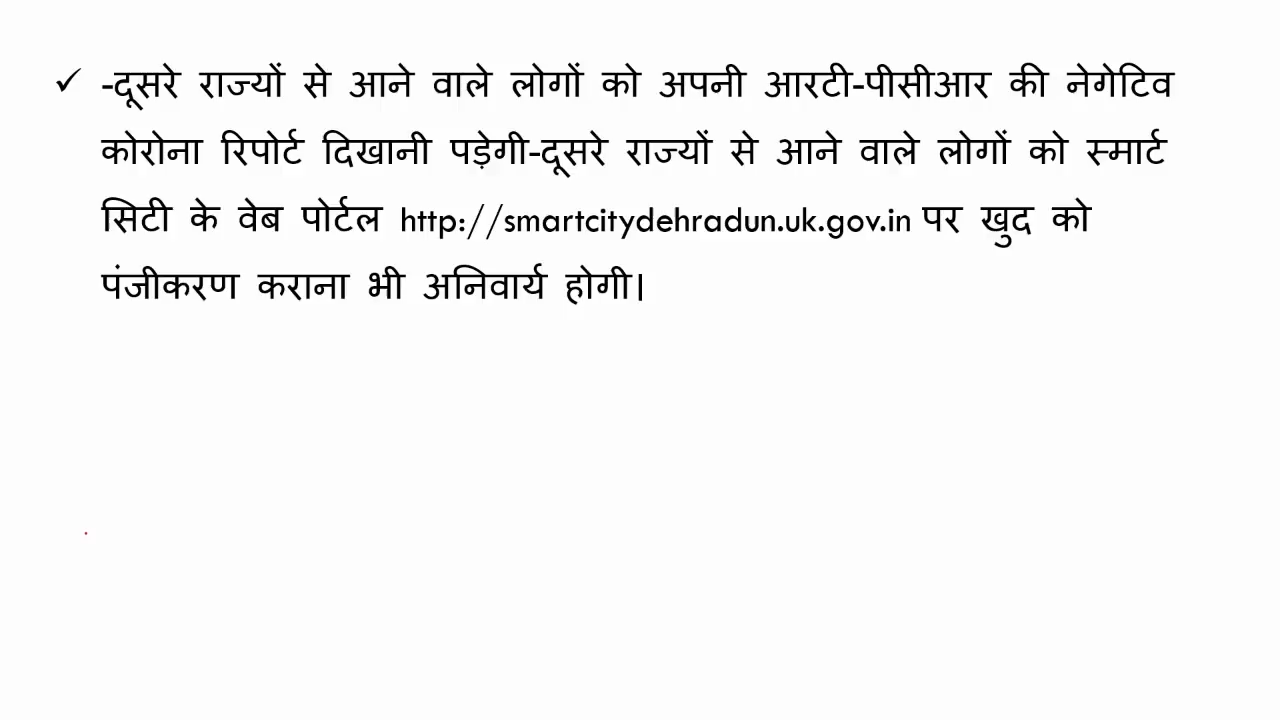 ✓ -दूसरे राज्यों से आने वाले लोगों को अपनी आरटी-पीसीआर की नेगेटिव
कोरोना रिपोर्ट दिखानी पड़ेगी-दूसरे राज्यों से आने वाले लोगों को स्मार्ट
सिटी के वेब पोर्टल http://smartcitydehradun.uk.gov.in पर खुद को
पंजीकरण कराना भी अनिवार्य होगी।